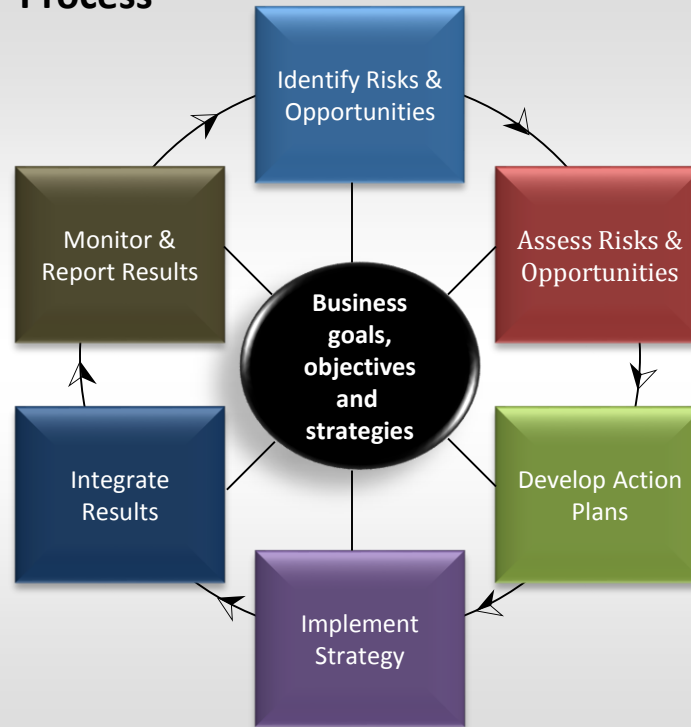 Process
Identify Risks &
Opportunities
Assess Risks &
Opportunities
Develop Action
Plans
Implement
Strategy
Integrate
Results
Monitor &
Report Results
Business
goals,
objectives
and
strategies